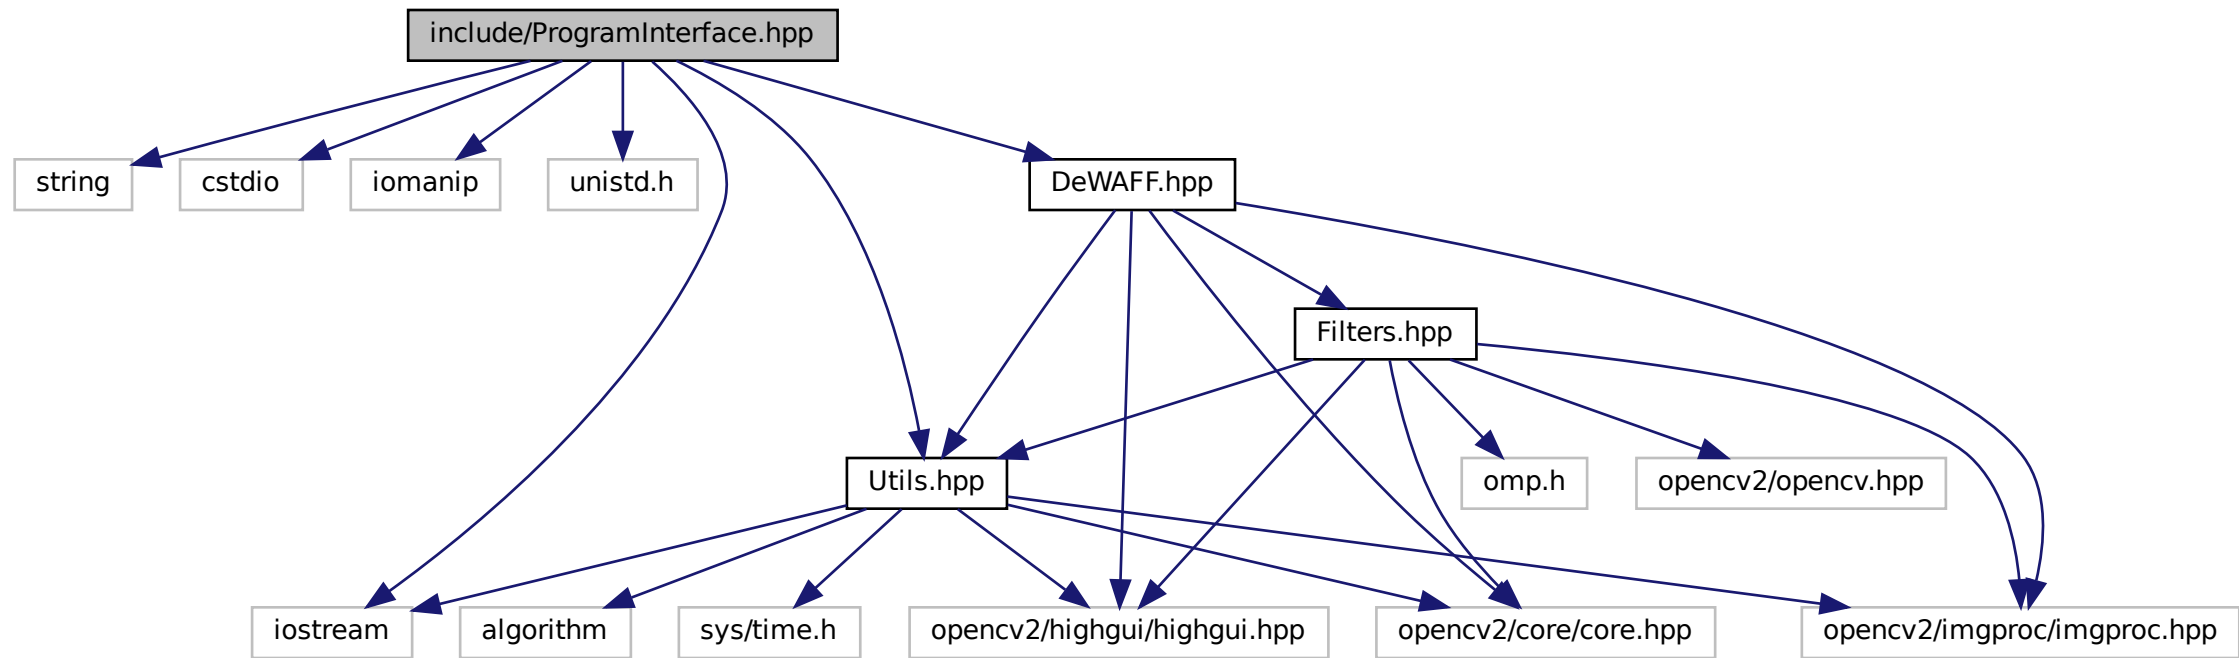 include/ProgramInterface.hpp
string
cstdio
iomanip
unistd.h
DeWAFF.hpp
Filters.hpp
Utils.hpp
omp.h
opencv2/opencv.hpp
iostream
algorithm
sys/time.h
opencv2/highgui/highgui.hpp
opencv2/core/core.hpp
opencv2/imgproc/imgproc.hpp